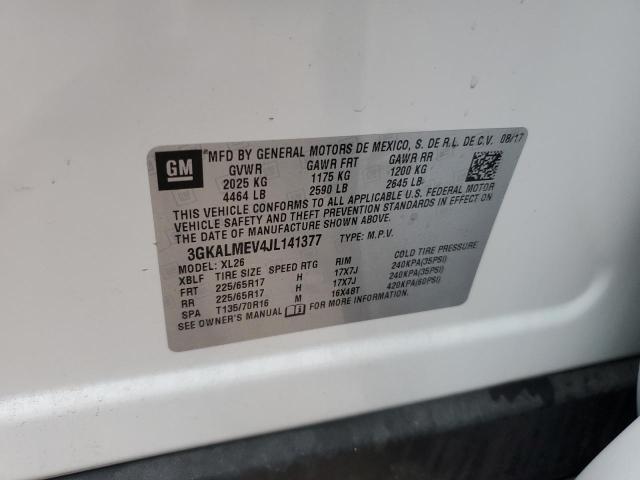 GM
MFD BY GENERAL MOTORS DE MEXICO, S. DE R.L. DE C.V. 08/17
GVWR GAWR FRT GAWR RR
2025 KG 1175 KG 1200 KG
4464 LB 2590 LB 2645 LB
THIS VEHICLE CONFORMS TO ALL APPLICABLE U.S. FEDERAL MOTOR
VEHICLE SAFETY AND THEFT PREVENTION STANDARDS IN EFFECT ON
THE DATE OF MANUFACTURE SHOWN ABOVE.
3GKALMEV4JL141377 TYPE: M.P.V.
MODEL: XL26
XBLF TIRE SIZE SPEED RTG RIM COLD TIRE PRESSURE
FRT 225/65R17 H 17X7J 240KPA(35PSI)
RR 225/65R17 H 17X7J 240KPA(35PSI)
SPA T135/70R16 M 16X4BT 420KPA(60PSI)
SEE OWNER'S MANUAL FOR MORE INFORMATION.